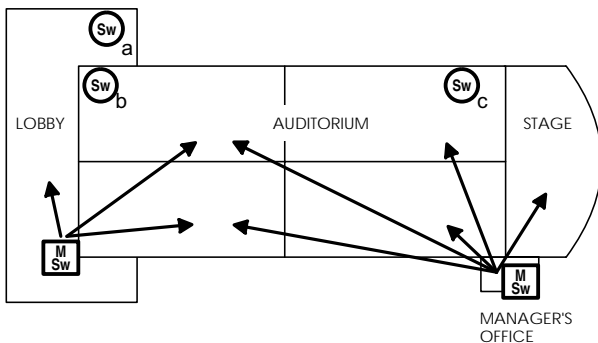 Sw
a
Sw
b
Sw
c
LOBBY
AUDITORIUM
STAGE
M
Sw
M
Sw
MANAGER'S
OFFICE